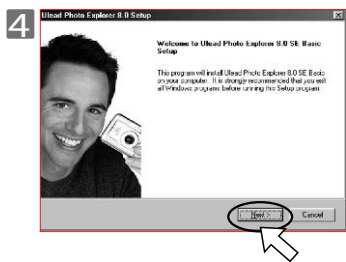 4
Ulead Photo Explorer 8.0 Setup
Welcome to Ulead Photo Explorer 8.0 SE Basic
Setup
This program will install Ulead Photo Explorer 8.0 SE Basic
on your computer. It is strongly recommended that you exit
all Windows programs before running this Setup program.
Next >
Cancel